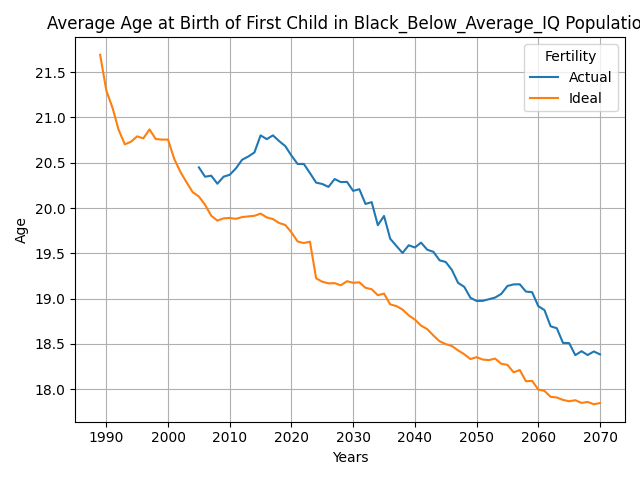 Average Age at Birth of First Child in Black_Below_Average_IQ Populatio
Fertility
Actual
Ideal
21.5
21.0
20.5
20.0
19.5
19.0
18.5
18.0
Age
1990 2000 2010 2020 2030 2040 2050 2060 2070
Years